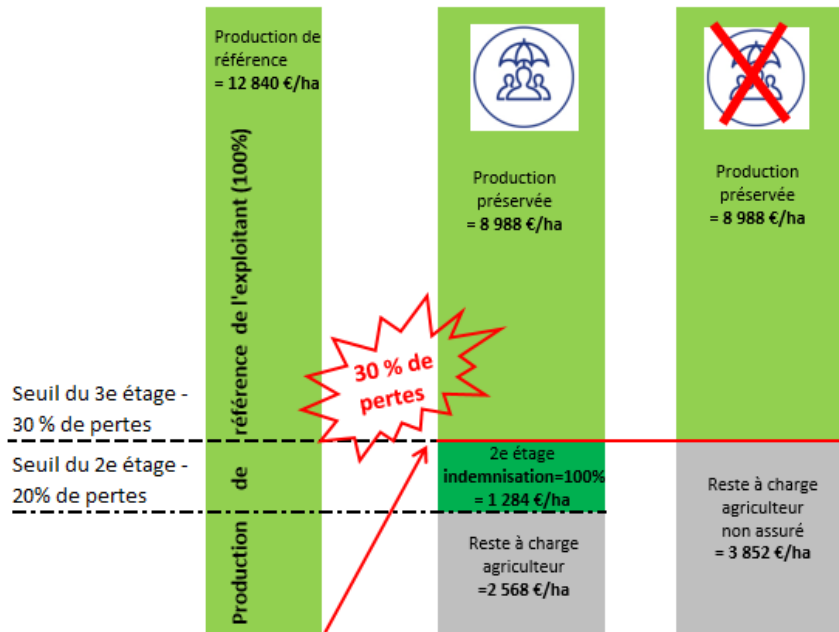 Production de
référence
= 12 840 €/ha
Production de référence de l'exploitant (100%)
Production
préservée
= 8 988 €/ha
Production
préservée
= 8 988 €/ha
30 % de
pertes
Seuil du 3e étage -
30 % de pertes
Seuil du 2e étage -
20% de pertes
2e étage
indemnisation=100%
= 1 284 €/ha
Reste à charge
agriculteur
=2 568 €/ha
Reste à charge
agriculteur
non assuré
= 3 852 €/ha